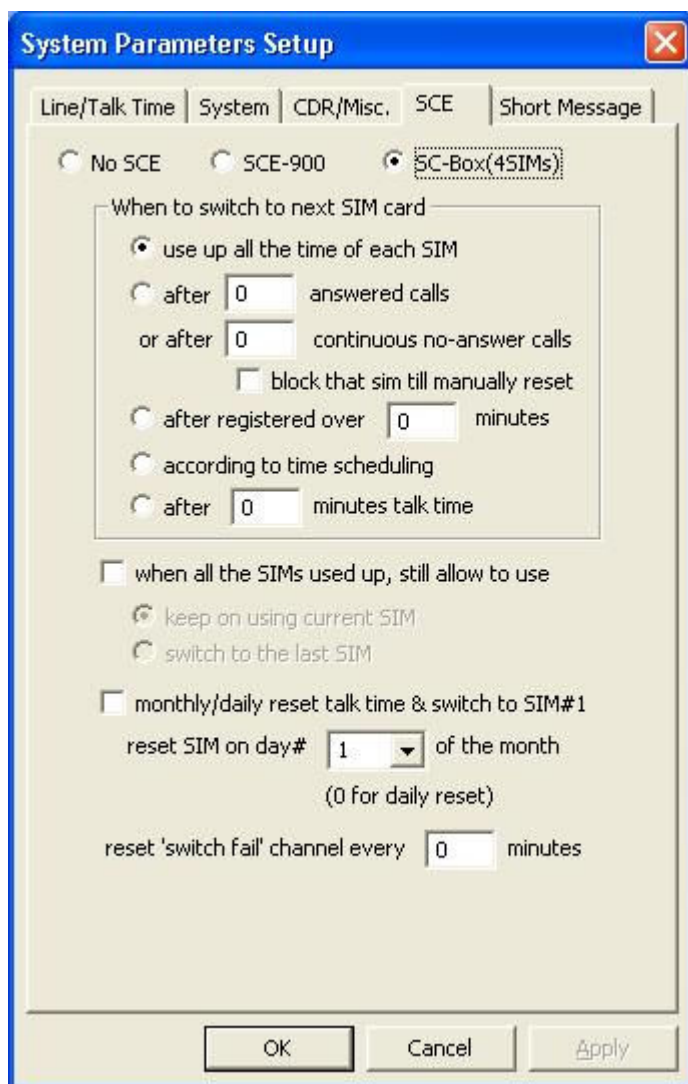 System Parameters Setup
Line/Talk Time System CDR/Misc. SCE Short Message
No SCE SCE-900 SC-Box(4SIMs)
When to switch to next SIM card
use up all the time of each SIM
after 0 answered calls
or after 0 continuous no-answer calls
block that sim till manually reset
after registered over 0 minutes
according to time scheduling
after 0 minutes talk time
when all the SIMs used up, still allow to use
keep on using current SIM
switch to the last SIM
monthly/daily reset talk time & switch to SIM#1
reset SIM on day# 1 of the month
(0 for daily reset)
reset 'switch fail' channel every 0 minutes
OK Cancel Apply